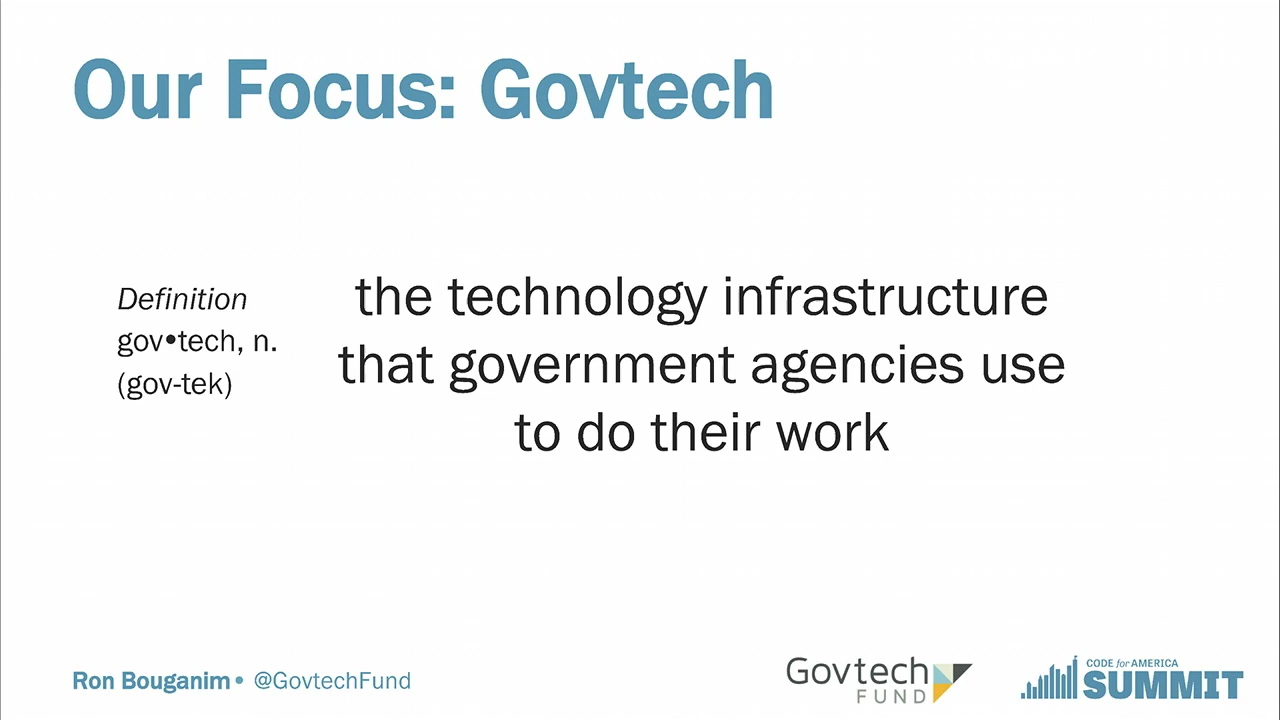 Our Focus: Govtech
Definition
gov•tech, n.
(gov-tek)
the technology infrastructure
that government agencies use
to do their work
Ron Bouganim • @GovtechFund
Govtech
FUND
CODE for AMERICA
SUMMIT